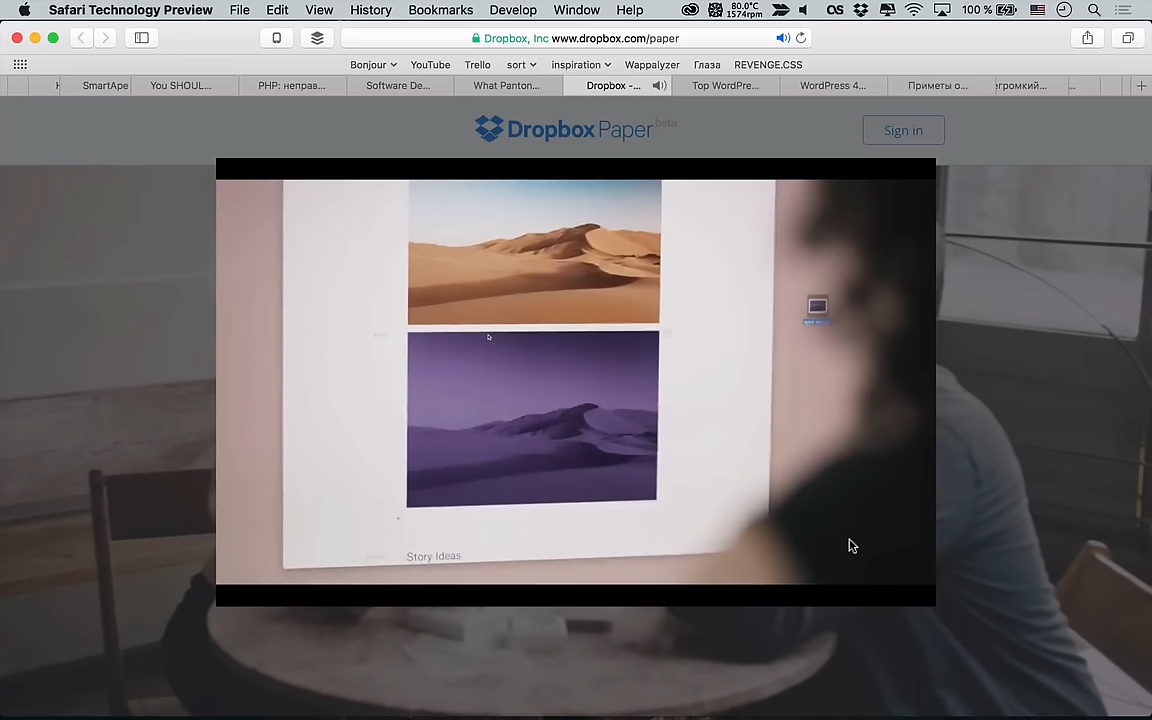 Safari Technology Preview File Edit View History Bookmarks Develop Window Help 80.0°C 1574rpm 100 %
Dropbox, Inc www.dropbox.com/paper
Bonjour YouTube Trello sort inspiration Wappalyzer Глаза REVENGE.CSS
SmartApe You SHOUL... PHP: неправ... Software De... What Panton... Dropbox -... Top WordPre... WordPress 4... Приметы о... егромкий... ...
Dropbox Paper beta
Sign in
Story Ideas